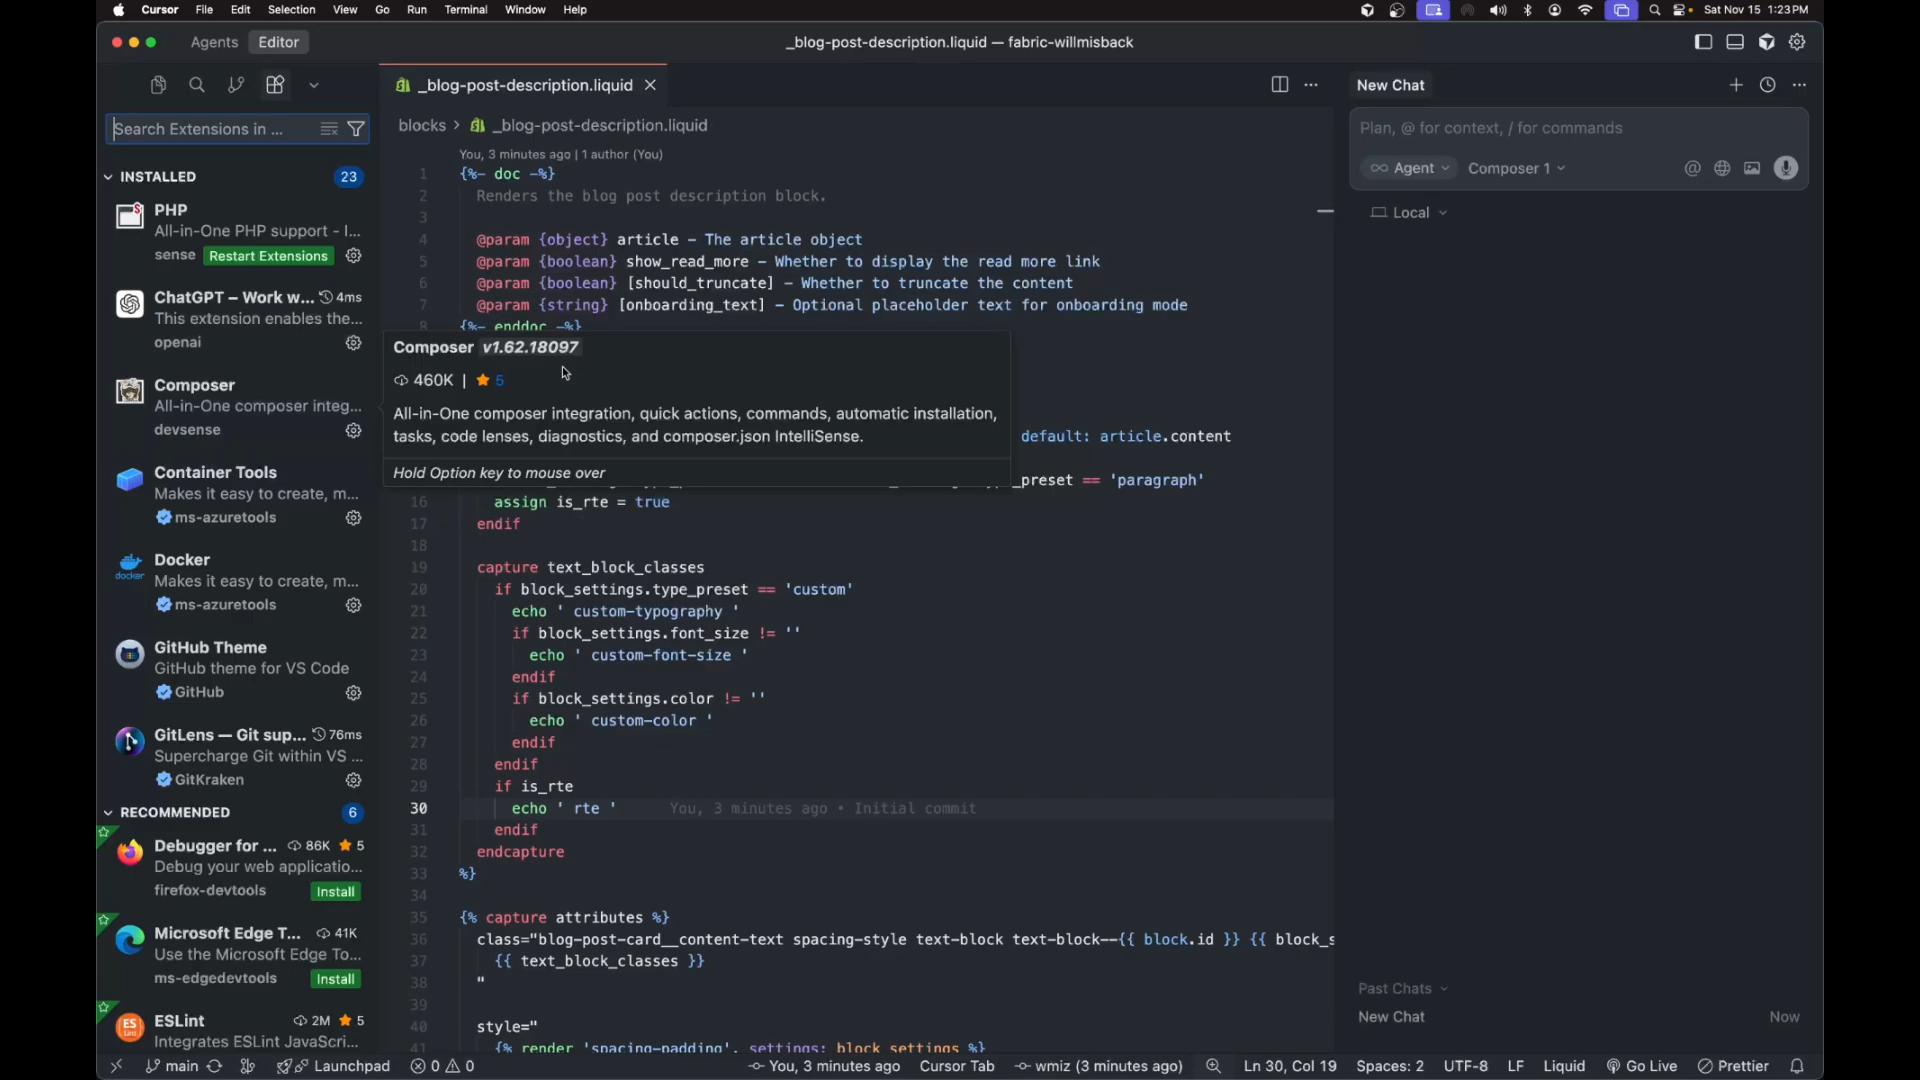 Cursor File Edit Selection View Go Run Terminal Window Help Sat Nov 15 1:23 PM
Agents Editor _blog-post-description.liquid — fabric-willmisback
_blog-post-description.liquid
New Chat
Search Extensions in ...
blocks > _blog-post-description.liquid
Plan, @ for context, / for commands
Agent Composer 1
Local
INSTALLED 23
PHP
All-in-One PHP support - I...
sense Restart Extensions
ChatGPT – Work w... 4ms
This extension enables the...
openai
Composer
All-in-One composer integ...
devsense
Container Tools
Makes it easy to create, m...
ms-azuretools
Docker
Makes it easy to create, m...
ms-azuretools
GitHub Theme
GitHub theme for VS Code
GitHub
GitLens — Git sup... 76ms
Supercharge Git within VS ...
GitKraken
RECOMMENDED 6
Debugger for ... 86K 5
Debug your web applicatio...
firefox-devtools Install
Microsoft Edge T... 41K
Use the Microsoft Edge To...
ms-edgedevtools Install
ESLint 2M 5
Integrates ESLint JavaScri...
You, 3 minutes ago | 1 author (You)
1 {%- doc -%}
2 Renders the blog post description block.
3
4 @param {object} article - The article object
5 @param {boolean} show_read_more - Whether to display the read more link
6 @param {boolean} [should_truncate] - Whether to truncate the content
7 @param {string} [onboarding_text] - Optional placeholder text for onboarding mode
8 {%- enddoc -%}
Composer v1.62.18097
460K | 5
All-in-One composer integration, quick actions, commands, automatic installation,
tasks, code lenses, diagnostics, and composer.json IntelliSense.
Hold Option key to mouse over
default: article.content
preset == 'paragraph'
16 assign is_rte = true
17 endif
18
19 capture text_block_classes
20 if block_settings.type_preset == 'custom'
21 echo ' custom-typography '
22 if block_settings.font_size != ''
23 echo ' custom-font-size '
24 endif
25 if block_settings.color != ''
26 echo ' custom-color '
27 endif
28 endif
29 if is_rte
30 echo ' rte ' You, 3 minutes ago • Initial commit
31 endif
32 endcapture
33 %}
34
35 {% capture attributes %}
36 class="blog-post-card__content-text spacing-style text-block text-block--{{ block.id }} {{ block_s
37 {{ text_block_classes }}
38 "
39
40 style="
41 {% render 'spacing-padding', settings: block_settings %}
Past Chats
New Chat Now
main Launchpad 0 0 You, 3 minutes ago Cursor Tab wmiz (3 minutes ago) Ln 30, Col 19 Spaces: 2 UTF-8 LF Liquid Go Live Prettier